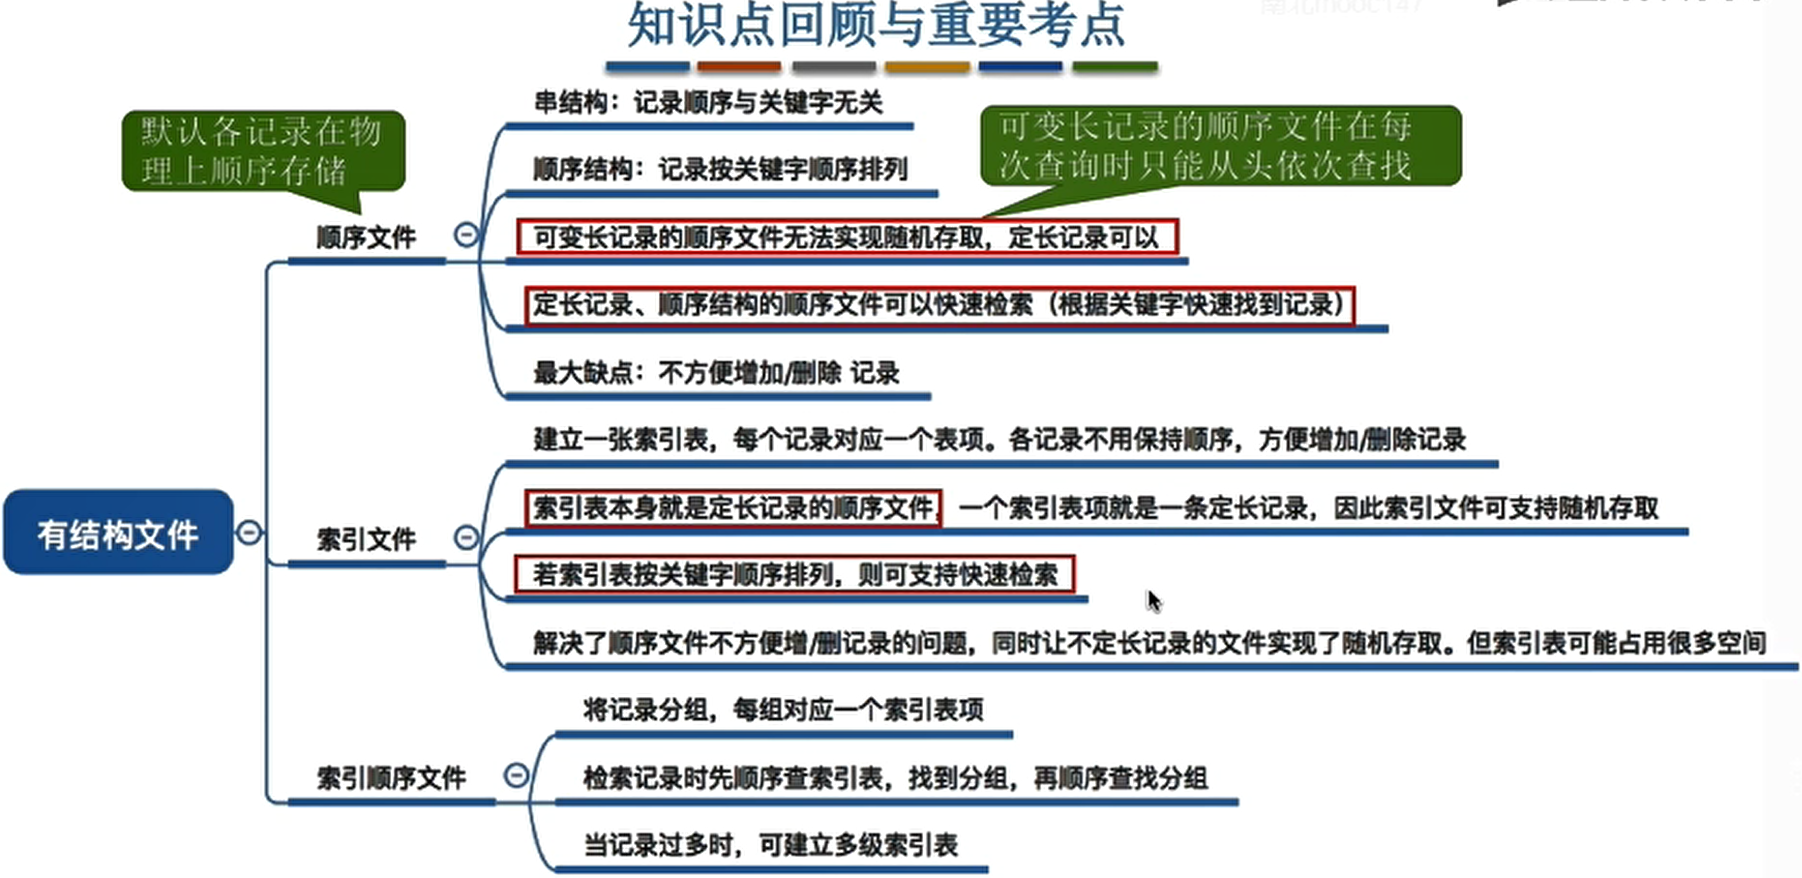 知识点回顾与重要考点
默认各记录在物
理上顺序存储
可变长记录的顺序文件在每
次查询时只能从头依次查找
有结构文件
顺序文件
串结构：记录顺序与关键字无关
顺序结构：记录按关键字顺序排列
可变长记录的顺序文件无法实现随机存取，定长记录可以
定长记录、顺序结构的顺序文件可以快速检索（根据关键字快速找到记录）
最大缺点：不方便增加/删除 记录
索引文件
建立一张索引表，每个记录对应一个表项。各记录不用保持顺序，方便增加/删除记录
索引表本身就是定长记录的顺序文件，一个索引表项就是一条定长记录，因此索引文件可支持随机存取
若索引表按关键字顺序排列，则可支持快速检索
解决了顺序文件不方便增/删记录的问题，同时让不定长记录的文件实现了随机存取。但索引表可能占用很多空间
索引顺序文件
将记录分组，每组对应一个索引表项
检索记录时先顺序查索引表，找到分组，再顺序查找分组
当记录过多时，可建立多级索引表